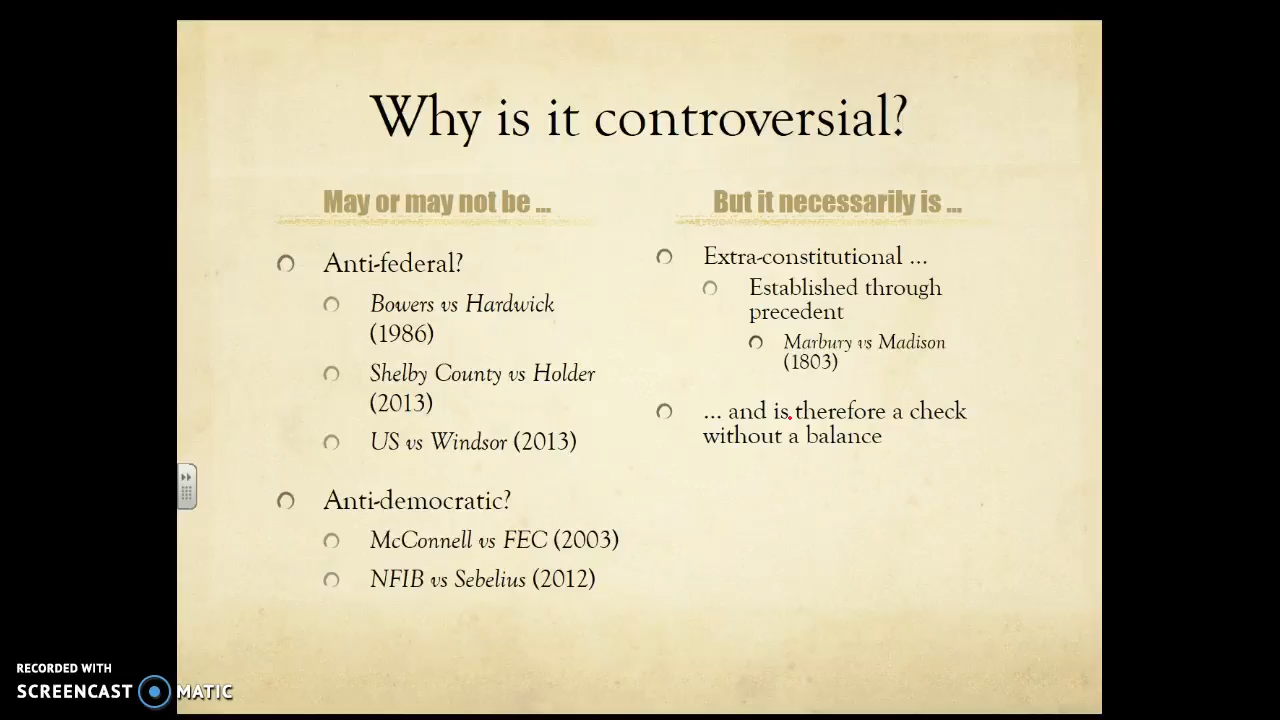 Why is it controversial?
May or may not be ...
Anti-federal?
Bowers vs Hardwick
(1986)
Shelby County vs Holder
(2013)
US vs Windsor (2013)
Anti-democratic?
McConnell vs FEC (2003)
NFIB vs Sebelius (2012)
But it necessarily is ...
Extra-constitutional ...
Established through
precedent
Marbury vs Madison
(1803)
... and is therefore a check
without a balance
RECORDED WITH
SCREENCAST MATIC